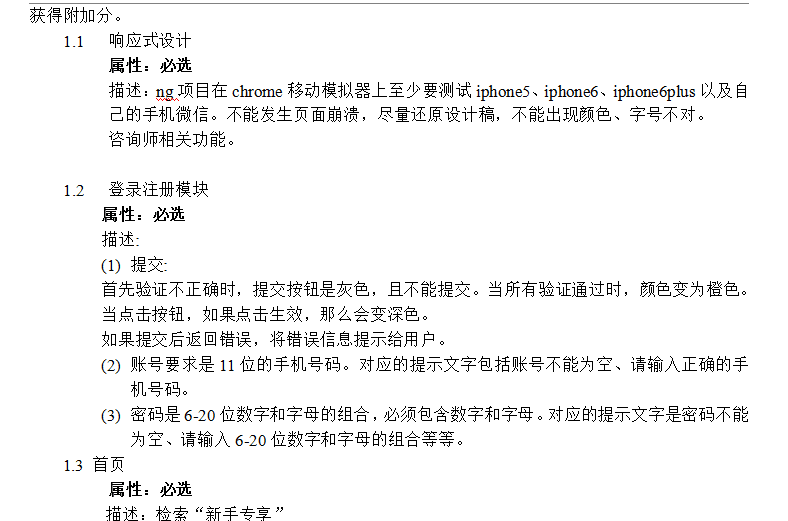 获得附加分。
1.1 响应式设计
属性：必选
描述：ng 项目在 chrome 移动模拟器上至少要测试 iphone5、iphone6、iphone6plus 以及自
己的手机微信。不能发生页面崩溃，尽量还原设计稿，不能出现颜色、字号不对。
咨询师相关功能。
1.2 登录注册模块
属性：必选
描述:
(1) 提交:
首先验证不正确时，提交按钮是灰色，且不能提交。当所有验证通过时，颜色变为橙色。
当点击按钮，如果点击生效，那么会变深色。
如果提交后返回错误，将错误信息提示给用户。
(2) 账号要求是 11 位的手机号码。对应的提示文字包括账号不能为空、请输入正确的手
机号码。
(3) 密码是 6-20 位数字和字母的组合，必须包含数字和字母。对应的提示文字是密码不能
为空、请输入 6-20 位数字和字母的组合等等。
1.3 首页
属性：必选
描述：检索“新手专享”